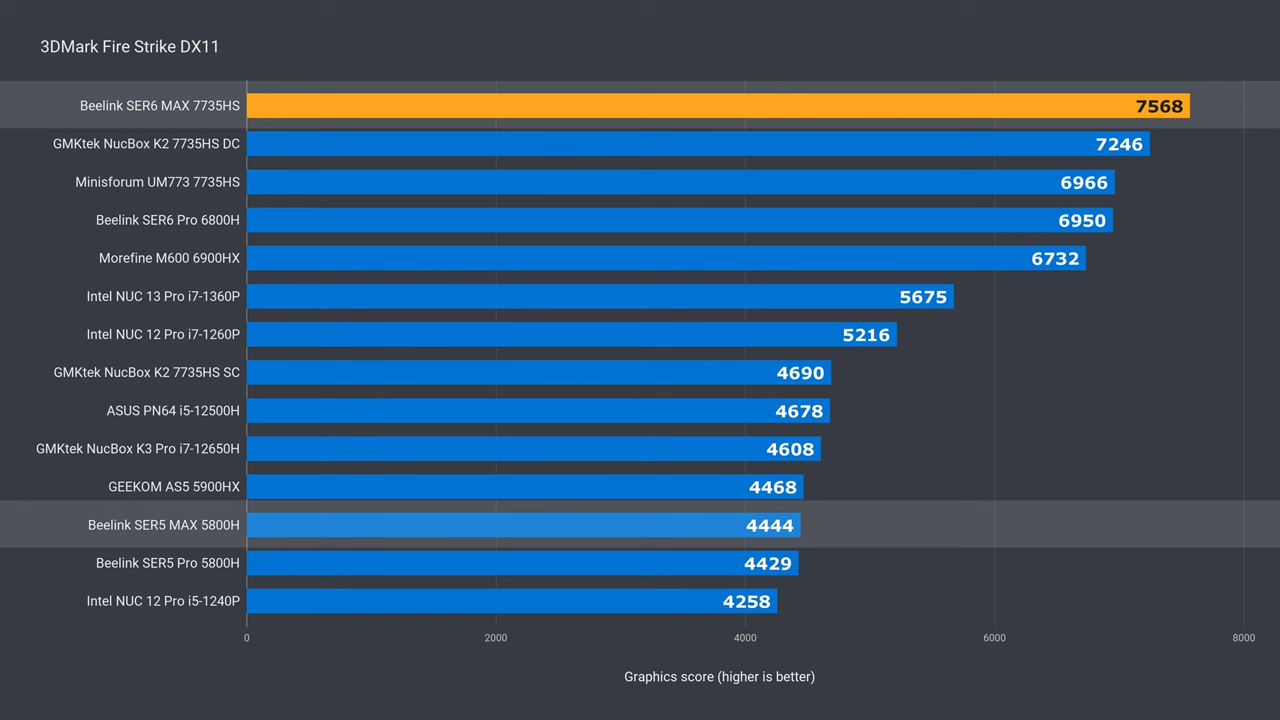 3DMark Fire Strike DX11
Beelink SER6 MAX 7735HS 7568
GMKtek NucBox K2 7735HS DC 7246
Minisforum UM773 7735HS 6966
Beelink SER6 Pro 6800H 6950
Morefine M600 6900HX 6732
Intel NUC 13 Pro i7-1360P 5675
Intel NUC 12 Pro i7-1260P 5216
GMKtek NucBox K2 7735HS SC 4690
ASUS PN64 i5-12500H 4678
GMKtek NucBox K3 Pro i7-12650H 4608
GEEKOM AS5 5900HX 4468
Beelink SER5 MAX 5800H 4444
Beelink SER5 Pro 5800H 4429
Intel NUC 12 Pro i5-1240P 4258
0 2000 4000 6000 8000
Graphics score (higher is better)